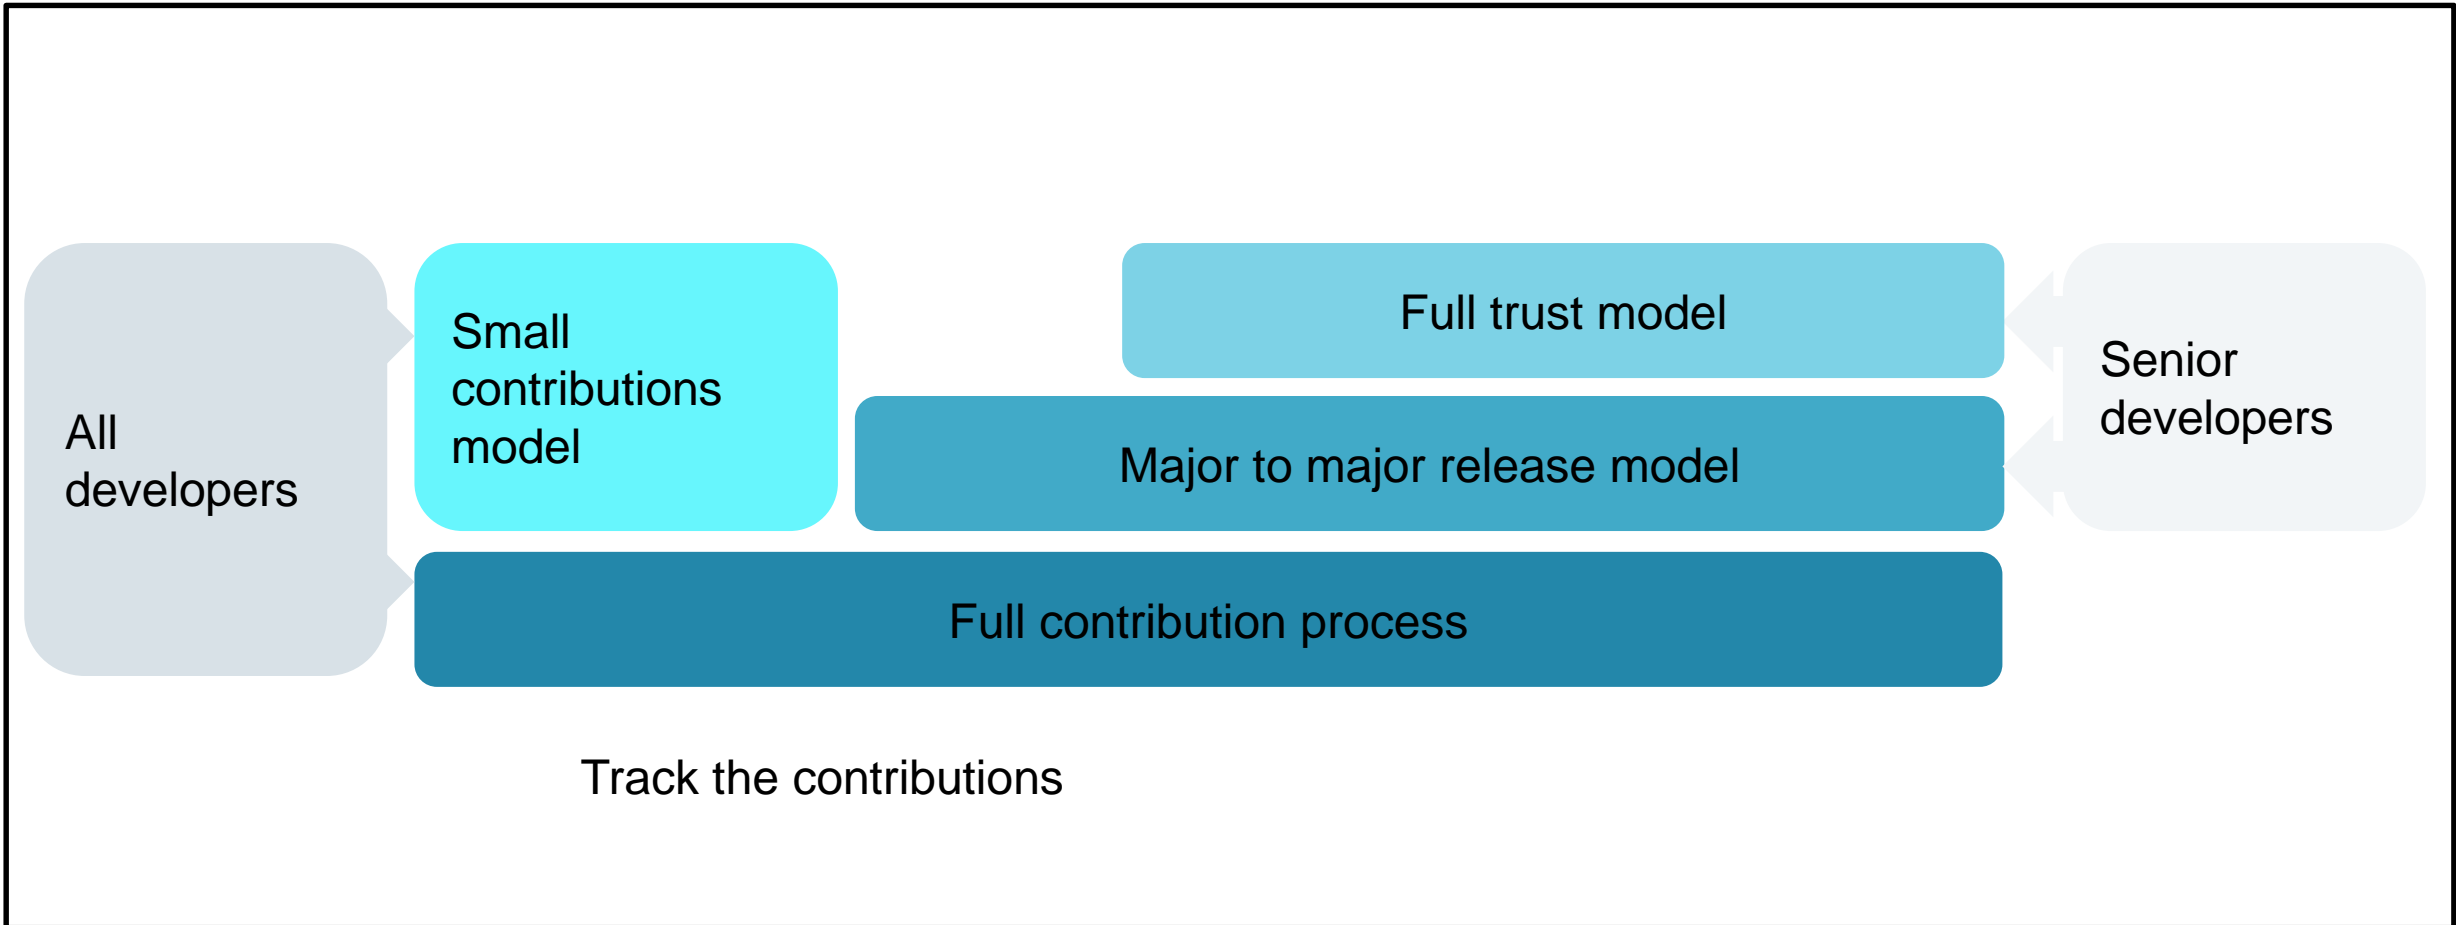 All
developers
Small
contributions
model
Full trust model
Major to major release model
Full contribution process
Senior
developers
Track the contributions